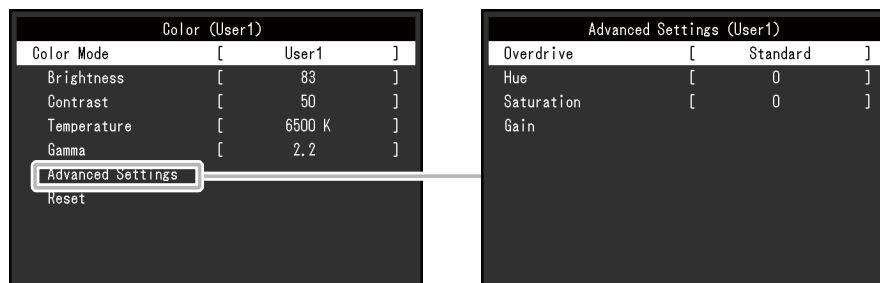 Color (User1)
Color Mode [ User1 ]
Brightness [ 83 ]
Contrast [ 50 ]
Temperature [ 6500 K ]
Gamma [ 2.2 ]
Advanced Settings
Reset
Advanced Settings (User1)
Overdrive [ Standard ]
Hue [ 0 ]
Saturation [ 0 ]
Gain